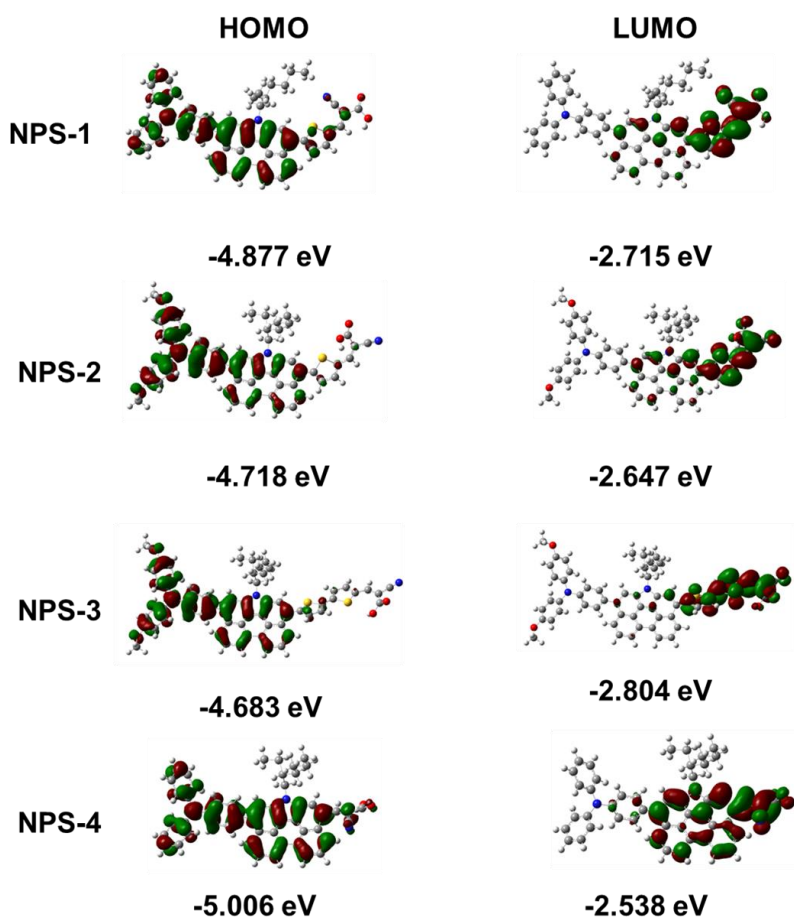 HOMO LUMO
NPS-1
-4.877 eV -2.715 eV
NPS-2
-4.718 eV -2.647 eV
NPS-3
-4.683 eV -2.804 eV
NPS-4
-5.006 eV -2.538 eV